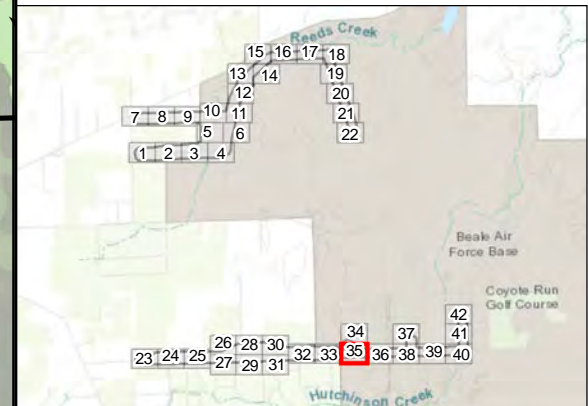 Reeds Creek
15 16 17 18
13 14 19
12 20
7 8 9 10 11 21
5 6 22
1 2 3 4
Beale Air
Force Base
Coyote Run
Golf Course
42
34 37 41
26 28 30 35
23 24 25 32 33 36 38 39 40
27 29 31
Hutchinson Creek